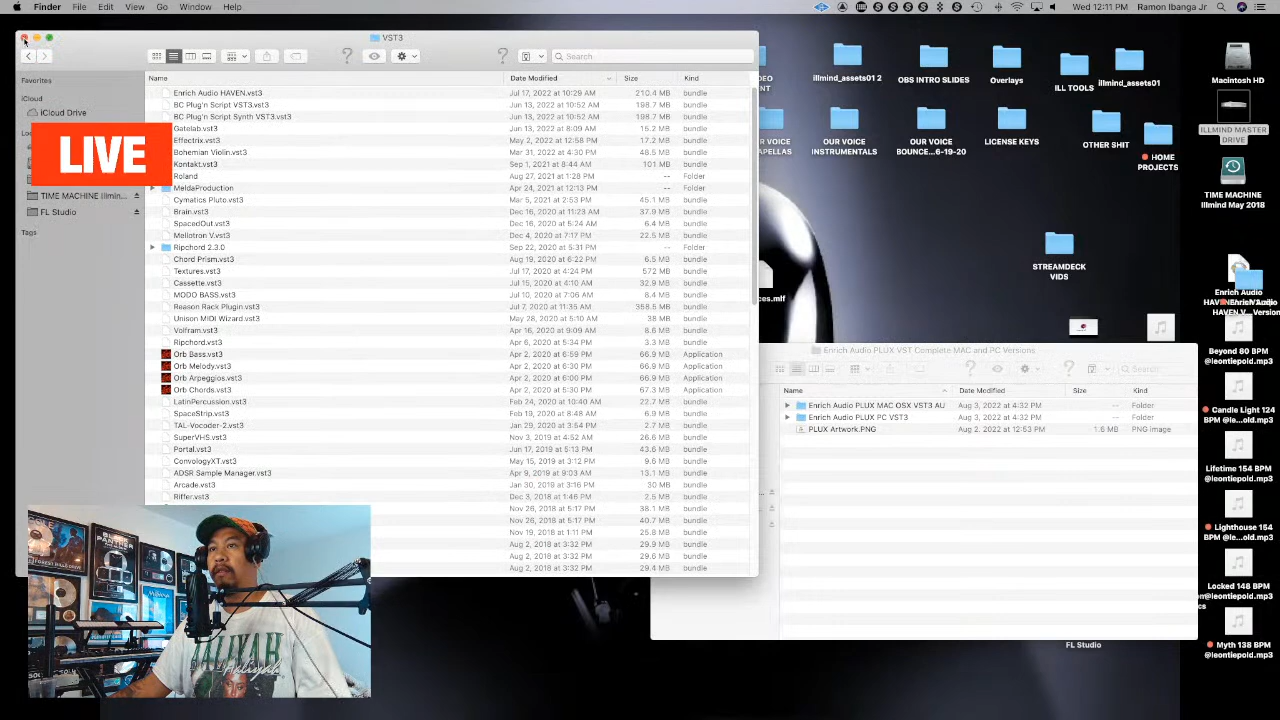 Finder File Edit View Go Window Help
Wed 12:11 PM Ramon Ibanga Jr
VST3
Search
Name Date Modified Size Kind
Favorites
iCloud
iCloud Drive
LIVE
TIME MACHINE illmin...
FL Studio
Tags
Enrich Audio HAVEN.vst3 Jul 17, 2022 at 10:29 AM 210.4 MB bundle
BC Plug'n Script VST3.vst3 Jun 13, 2022 at 10:52 AM 198.7 MB bundle
BC Plug'n Script Synth VST3.vst3 Jun 13, 2022 at 10:52 AM 198.7 MB bundle
Gatelab.vst3 Jun 13, 2022 at 8:09 AM 15.2 MB bundle
Effectrix.vst3 May 2, 2022 at 12:58 PM 17.2 MB bundle
Bohemian Violin.vst3 Mar 31, 2022 at 4:30 PM 48.5 MB bundle
Kontakt.vst3 Sep 1, 2021 at 8:44 AM 101 MB bundle
Roland Aug 27, 2021 at 1:28 PM -- Folder
MeldaProduction Apr 24, 2021 at 12:13 PM -- Folder
Cymatics Pluto.vst3 Mar 5, 2021 at 2:53 PM 45.1 MB bundle
Brain.vst3 Dec 16, 2020 at 11:23 AM 37.9 MB bundle
SpacedOut.vst3 Dec 16, 2020 at 5:24 AM 6.4 MB bundle
Mellotron V.vst3 Dec 4, 2020 at 7:17 PM 22.5 MB bundle
Ripchord 2.3.0 Sep 22, 2020 at 5:31 PM -- Folder
Chord Prism.vst3 Aug 19, 2020 at 6:22 PM 6.5 MB bundle
Textures.vst3 Jul 17, 2020 at 4:24 PM 572 MB bundle
Cassette.vst3 Jul 15, 2020 at 4:10 AM 32.9 MB bundle
MODO BASS.vst3 Jul 10, 2020 at 7:06 AM 8.4 MB bundle
Reason Rack Plugin.vst3 Jul 7, 2020 at 11:35 AM 358.5 MB bundle
Unison MIDI Wizard.vst3 May 28, 2020 at 5:10 AM 38 MB bundle
Volfram.vst3 Apr 16, 2020 at 9:09 AM 8.6 MB bundle
Ripchord.vst3 Apr 6, 2020 at 5:34 PM 13.2 MB bundle
Orb Bass.vst3 Apr 2, 2020 at 6:59 PM 66.9 MB Application
Orb Melody.vst3 Apr 2, 2020 at 6:60 PM 66.9 MB Application
Orb Arpeggios.vst3 Apr 2, 2020 at 6:00 PM 66.9 MB Application
Orb Chords.vst3 Apr 2, 2020 at 6:30 PM 67.3 MB Application
LatinPercussion.vst3 Feb 24, 2020 at 10:40 AM 22.7 MB bundle
SpaceStrip.vst3 Feb 19, 2020 at 8:48 AM 6.9 MB bundle
TAL-Vocoder-2.vst3 Jan 29, 2020 at 3:54 PM 2.7 MB bundle
SuperVHS.vst3 Nov 3, 2019 at 4:52 AM 26.6 MB bundle
Portal.vst3 Jun 17, 2019 at 5:13 PM 43.6 MB bundle
ConvologyXT.vst3 May 15, 2019 at 3:12 PM 9.6 MB bundle
ADSR Sample Manager.vst3 Apr 9, 2019 at 9:03 AM 13.1 MB bundle
Arcade.vst3 Jan 30, 2019 at 3:16 PM 30 MB bundle
Riffer.vst3 Dec 3, 2018 at 1:46 PM 2.5 MB bundle
Nov 26, 2018 at 5:17 PM 38.1 MB bundle
Nov 26, 2018 at 5:17 PM 40.7 MB bundle
Nov 19, 2018 at 1:11 PM 25.8 MB bundle
Aug 2, 2018 at 3:32 PM 29.9 MB bundle
Aug 2, 2018 at 3:32 PM 29.6 MB bundle
Aug 2, 2018 at 3:32 PM 29.4 MB bundle
illmind_assets01 2
OBS INTRO SLIDES
Overlays
ILL TOOLS
illmind_assets01
Macintosh HD
OUR VOICE
INSTRUMENTALS
OUR VOICE
BOUNCE...6-19-20
LICENSE KEYS
OTHER SHIT
HOME
PROJECTS
ILLMIND MASTER
DRIVE
TIME MACHINE
illmind May 2018
STREAMDECK
VIDS
Enrich Audio PLUX VST Complete MAC and PC Versions
Search
Name Date Modified Size Kind
Enrich Audio PLUX MAC OSX VST3 AU Aug 3, 2022 at 4:32 PM -- Folder
Enrich Audio PLUX PC VST3 Aug 3, 2022 at 4:32 PM -- Folder
PLUX Artwork.PNG Aug 2, 2022 at 12:53 PM 1.6 MB PNG image
Beyond 80 BPM
@leontiepold.mp3
Candle Light 124
BPM @le...old.mp3
Lifetime 154 BPM
@leontiepold.mp3
Lighthouse 154
BPM @le...old.mp3
Locked 148 BPM
@leontiepold.mp3
Myth 138 BPM
@leontiepold.mp3
FL Studio
AALIYAH